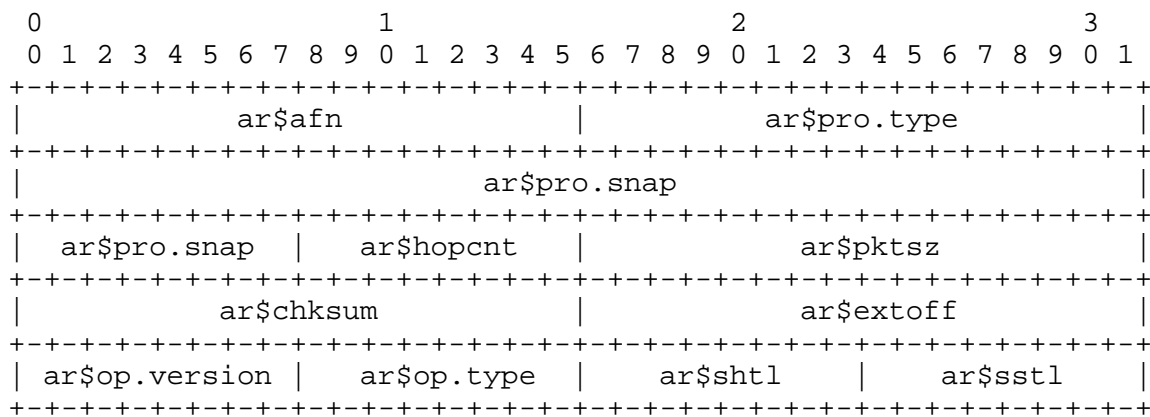 0                   1                   2                   3
 0 1 2 3 4 5 6 7 8 9 0 1 2 3 4 5 6 7 8 9 0 1 2 3 4 5 6 7 8 9 0 1
+-+-+-+-+-+-+-+-+-+-+-+-+-+-+-+-+-+-+-+-+-+-+-+-+-+-+-+-+-+-+-+-+
|            ar$afn             |          ar$pro.type          |
+-+-+-+-+-+-+-+-+-+-+-+-+-+-+-+-+-+-+-+-+-+-+-+-+-+-+-+-+-+-+-+-+
|                          ar$pro.snap                          |
+-+-+-+-+-+-+-+-+-+-+-+-+-+-+-+-+-+-+-+-+-+-+-+-+-+-+-+-+-+-+-+-+
|  ar$pro.snap  |   ar$hopcnt   |            ar$pktsz           |
+-+-+-+-+-+-+-+-+-+-+-+-+-+-+-+-+-+-+-+-+-+-+-+-+-+-+-+-+-+-+-+-+
|           ar$chksum           |            ar$extoff          |
+-+-+-+-+-+-+-+-+-+-+-+-+-+-+-+-+-+-+-+-+-+-+-+-+-+-+-+-+-+-+-+-+
| ar$op.version |   ar$op.type  |    ar$shtl    |    ar$sstl    |
+-+-+-+-+-+-+-+-+-+-+-+-+-+-+-+-+-+-+-+-+-+-+-+-+-+-+-+-+-+-+-+-+